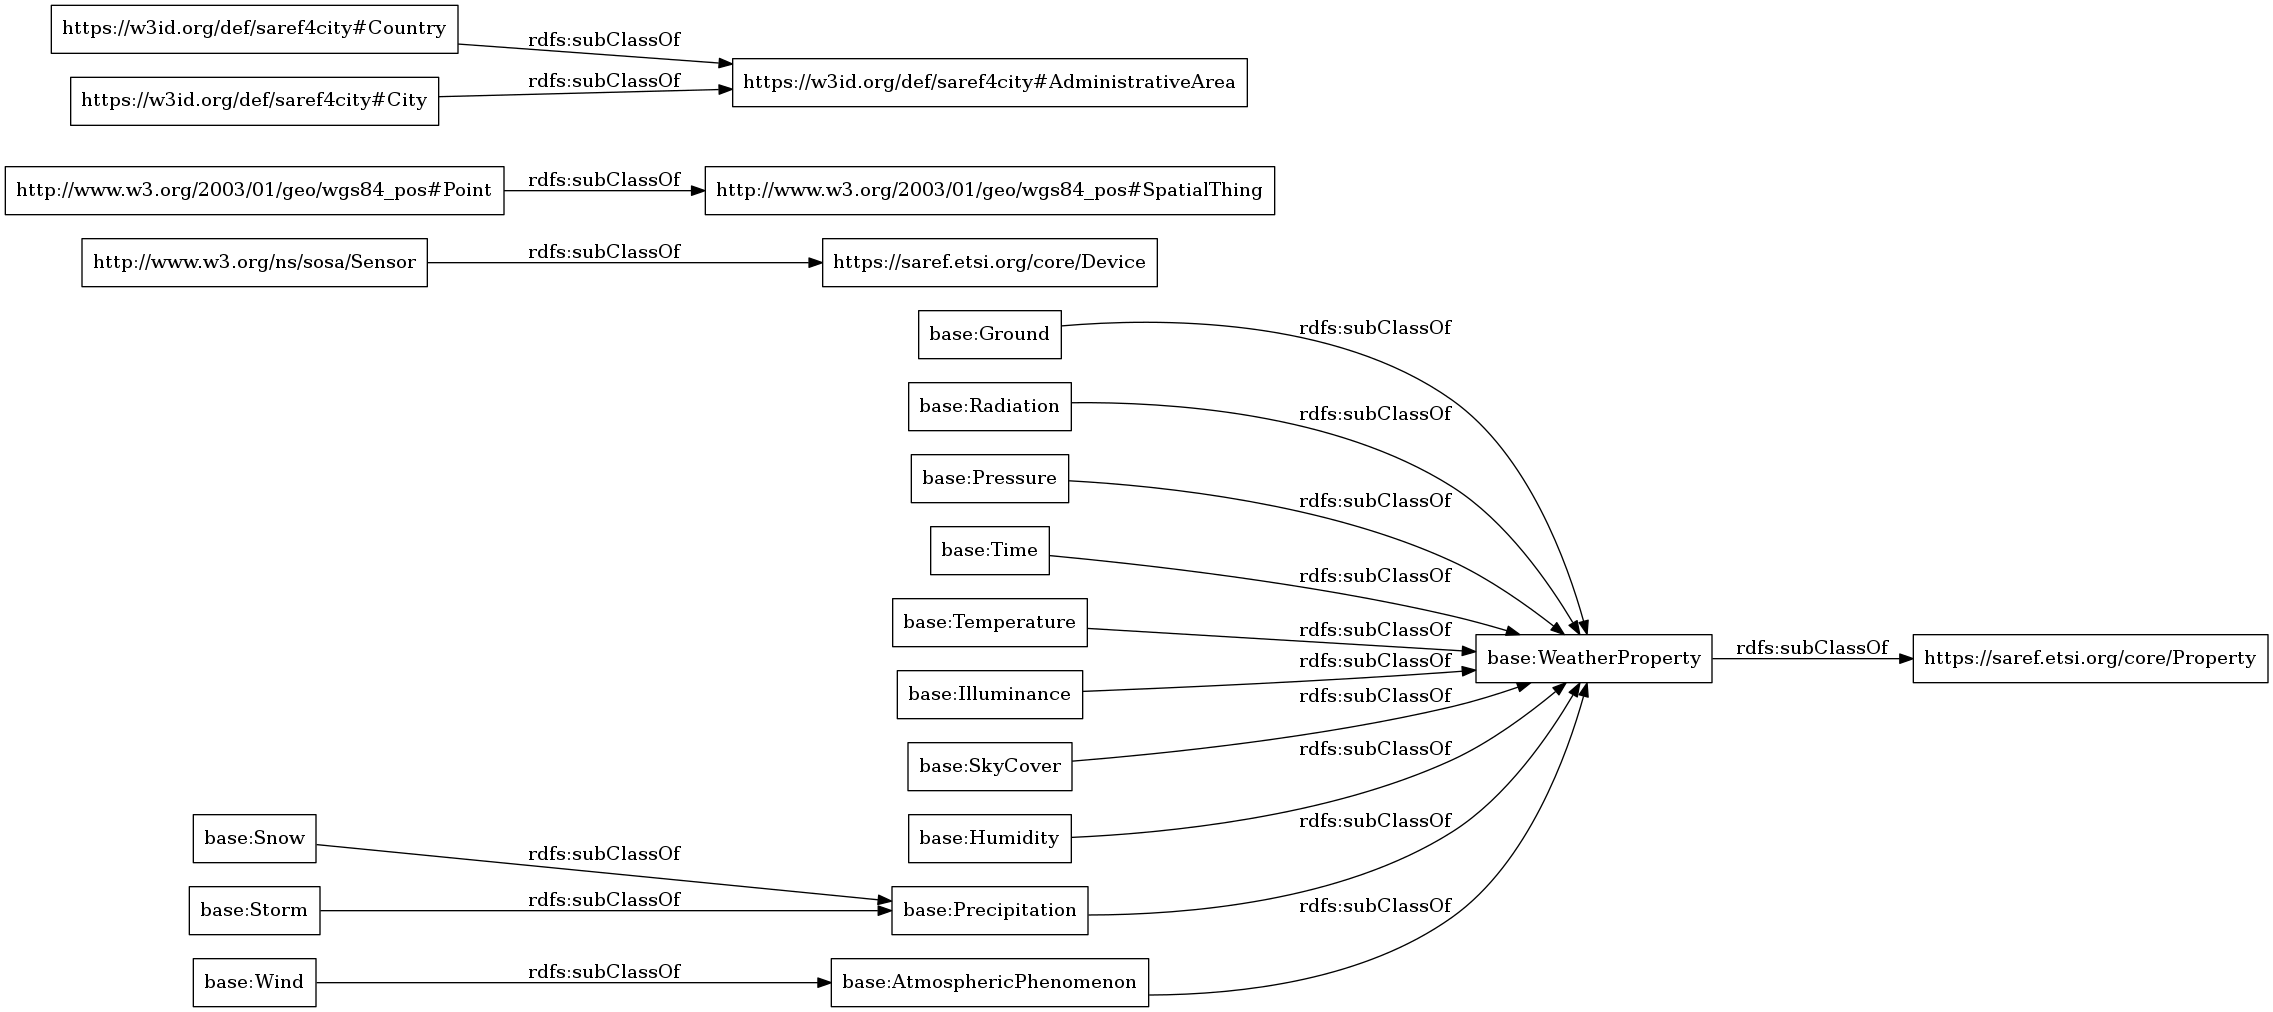 https://w3id.org/def/saref4city#Country
rdfs:subClassOf
https://w3id.org/def/saref4city#City
rdfs:subClassOf
https://w3id.org/def/saref4city#AdministrativeArea
http://www.w3.org/2003/01/geo/wgs84_pos#Point
rdfs:subClassOf
http://www.w3.org/2003/01/geo/wgs84_pos#SpatialThing
http://www.w3.org/ns/sosa/Sensor
rdfs:subClassOf
https://saref.etsi.org/core/Device
base:Ground
rdfs:subClassOf
base:Radiation
rdfs:subClassOf
base:Pressure
rdfs:subClassOf
base:Time
rdfs:subClassOf
base:Temperature
rdfs:subClassOf
base:Illuminance
rdfs:subClassOf
base:WeatherProperty
rdfs:subClassOf
https://saref.etsi.org/core/Property
base:SkyCover
rdfs:subClassOf
base:Humidity
rdfs:subClassOf
base:Snow
rdfs:subClassOf
base:Storm
rdfs:subClassOf
base:Precipitation
rdfs:subClassOf
base:Wind
rdfs:subClassOf
base:AtmosphericPhenomenon
rdfs:subClassOf